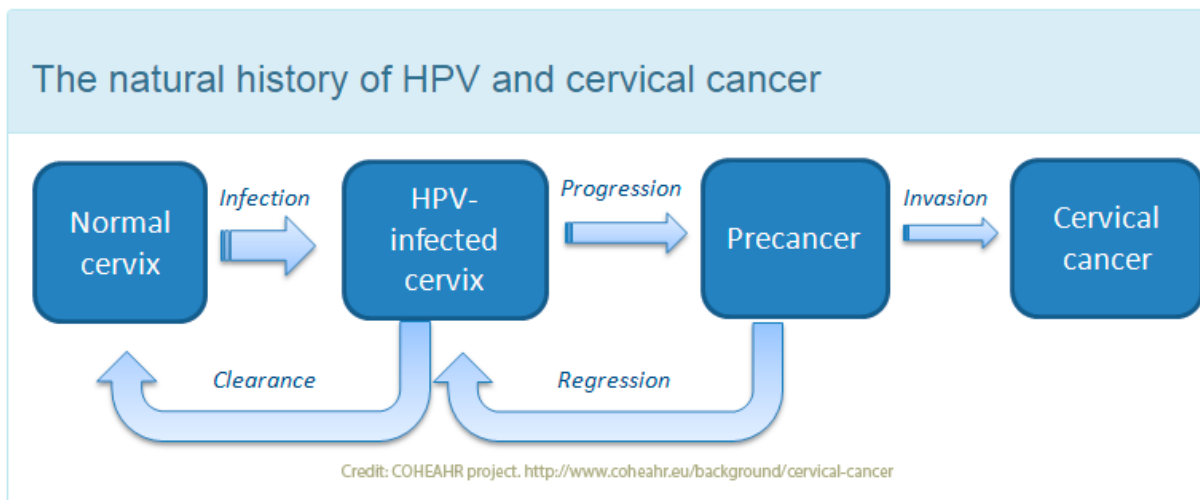 The natural history of HPV and cervical cancer
Normal
cervix
Infection
HPV-
infected
cervix
Progression
Precancer
Invasion
Cervical
cancer
Clearance
Regression
Credit: COHEAHR project. http://www.coheahr.eu/background/cervical-cancer